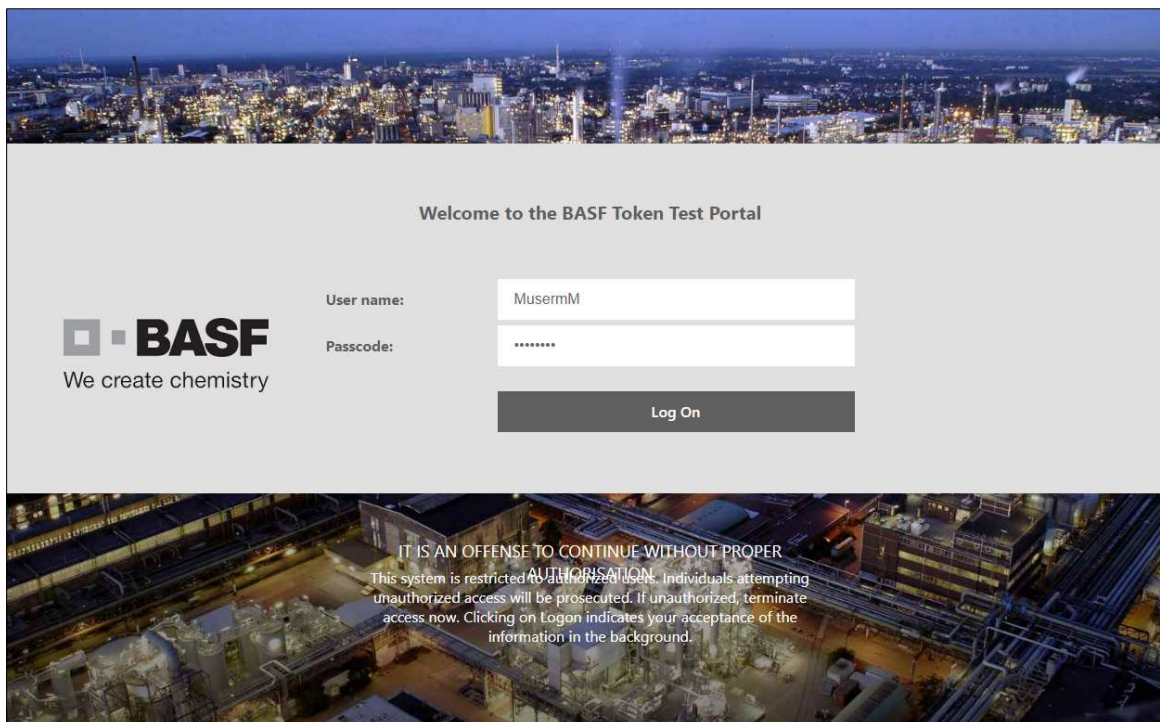 Welcome to the BASF Token Test Portal
User name:
MusermM
Passcode:
••••••••
BASF
We create chemistry
Log On
IT IS AN OFFENSE TO CONTINUE WITHOUT PROPER
AUTHORISATION
This system is restricted to authorized users. Individuals attempting
unauthorized access will be prosecuted. If unauthorized, terminate
access now. Clicking on Logon indicates your acceptance of the
information in the background.